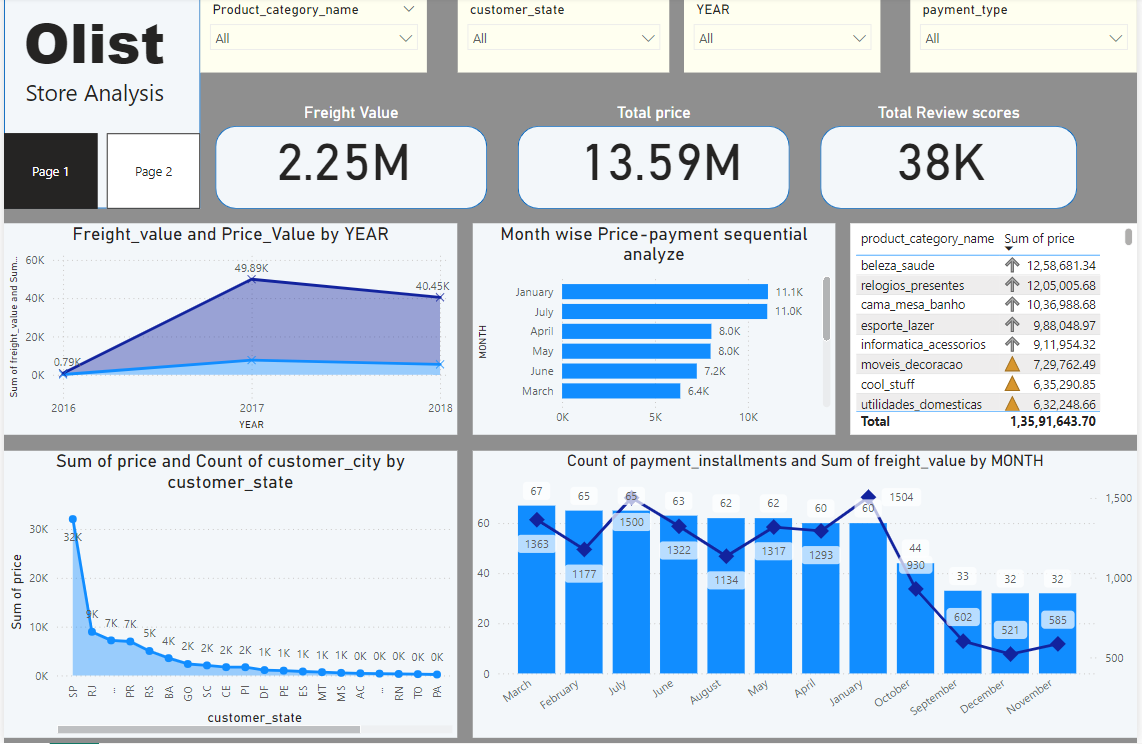 Olist
Store Analysis
Page 1
Page 2
Product_category_name
All
customer_state
All
YEAR
All
payment_type
All
Freight Value
2.25M
Total price
13.59M
Total Review scores
38K
Freight_value and Price_Value by YEAR
Sum of freight_value and Sum...
60K
40K
20K
0K
0.79K
49.89K
40.45K
2016
2017
2018
YEAR
Month wise Price-payment sequential
analyze
MONTH
January
11.1K
July
11.0K
April
8.0K
May
8.0K
June
7.2K
March
6.4K
0K
5K
10K
product_category_name Sum of price
beleza_saude 12,58,681.34
relogios_presentes 12,05,005.68
cama_mesa_banho 10,36,988.68
esporte_lazer 9,88,048.97
informatica_acessorios 9,11,954.32
moveis_decoracao 7,29,762.49
cool_stuff 6,35,290.85
utilidades_domesticas 6,32,248.66
Total 1,35,91,643.70
Sum of price and Count of customer_city by
customer_state
Sum of price
30K
20K
10K
0K
32K
9K
7K
7K
5K
4K
2K
2K
2K
2K
1K
1K
1K
1K
1K
0K
0K
0K
0K
0K
SP
RJ
...
PR
RS
BA
GO
SC
CE
PI
DF
PE
ES
MT
MS
AC
...
RN
TO
PA
customer_state
Count of payment_installments and Sum of freight_value by MONTH
60
40
20
0
67
65
65
63
62
62
60
60
44
33
32
32
1363
1177
1500
1322
1134
1317
1293
1504
930
602
521
585
1,500
1,000
500
March
February
July
June
August
May
April
January
October
September
December
November